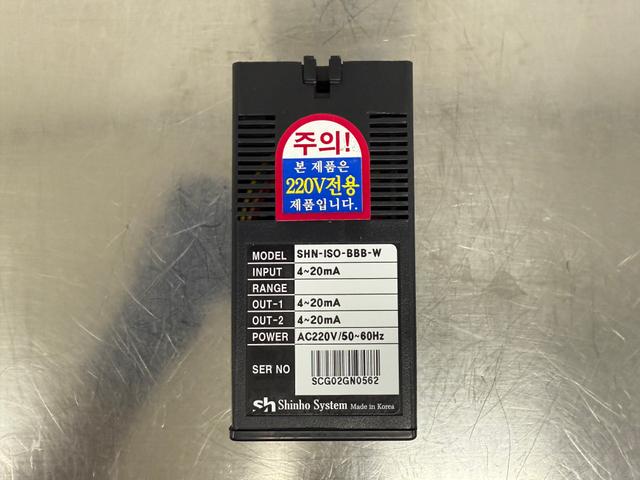 주의!
본 제품은
220V전용
제품입니다.
MODEL SHN-ISO-BBB-W
INPUT 4~20mA
RANGE
OUT-1 4~20mA
OUT-2 4~20mA
POWER AC220V/50~60Hz
SER NO
SCG02GN0562
sh Shinho System Made in Korea